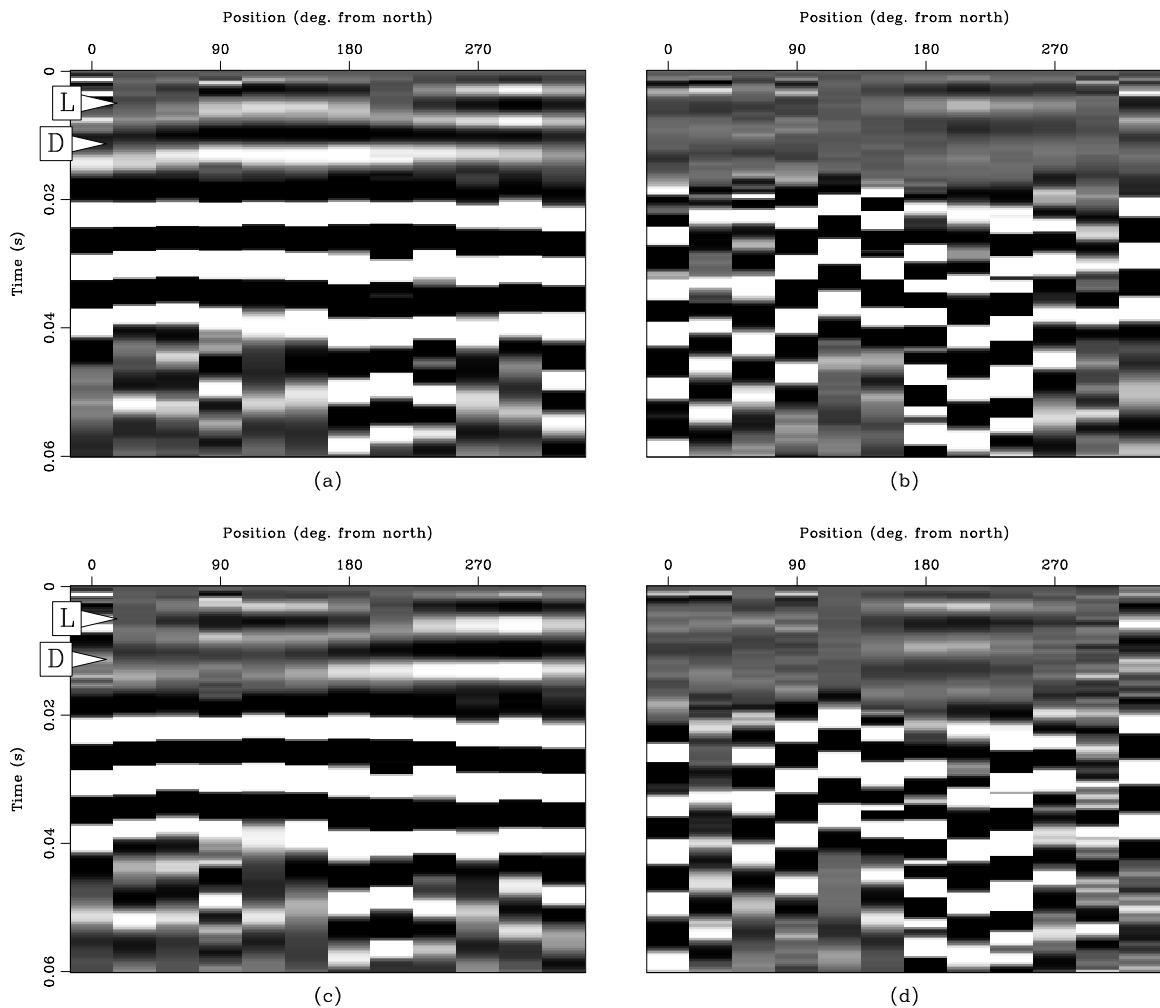 Position (deg. from north) Position (deg. from north)
0 90 180 270 0 90 180 270
0
L
D
0.02
Time (s)
0.04
0.06
(a) (b)
Position (deg. from north) Position (deg. from north)
0 90 180 270 0 90 180 270
0
L
D
0.02
Time (s)
0.04
0.06
(c) (d)